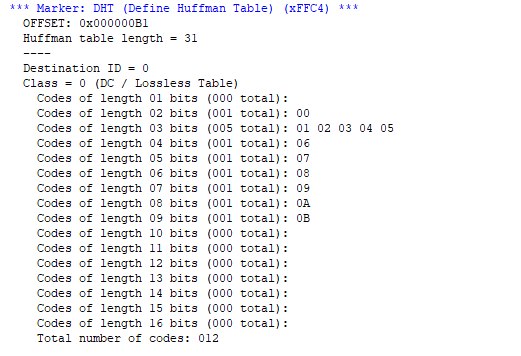 *** Marker: DHT (Define Huffman Table) (xFFC4) ***
OFFSET: 0x000000B1
Huffman table length = 31
----
Destination ID = 0
Class = 0 (DC / Lossless Table)
Codes of length 01 bits (000 total):
Codes of length 02 bits (001 total): 00
Codes of length 03 bits (005 total): 01 02 03 04 05
Codes of length 04 bits (001 total): 06
Codes of length 05 bits (001 total): 07
Codes of length 06 bits (001 total): 08
Codes of length 07 bits (001 total): 09
Codes of length 08 bits (001 total): 0A
Codes of length 09 bits (001 total): 0B
Codes of length 10 bits (000 total):
Codes of length 11 bits (000 total):
Codes of length 12 bits (000 total):
Codes of length 13 bits (000 total):
Codes of length 14 bits (000 total):
Codes of length 15 bits (000 total):
Codes of length 16 bits (000 total):
Total number of codes: 012